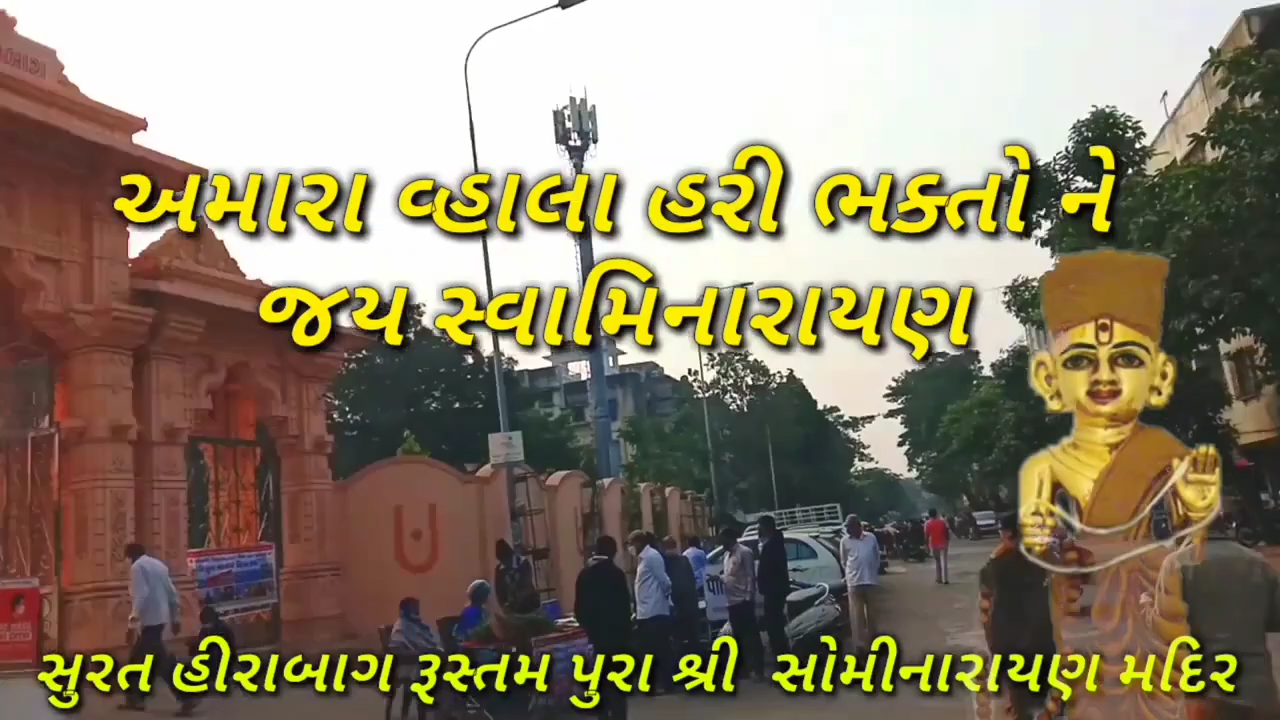 અમારા વ્હાલા હરી ભક્તો ને
જય સ્વામિનારાયણ
સુરત હીરાબાગ રૂસ્તમ પુરા શ્રી સોમીનારાયણ મદિર